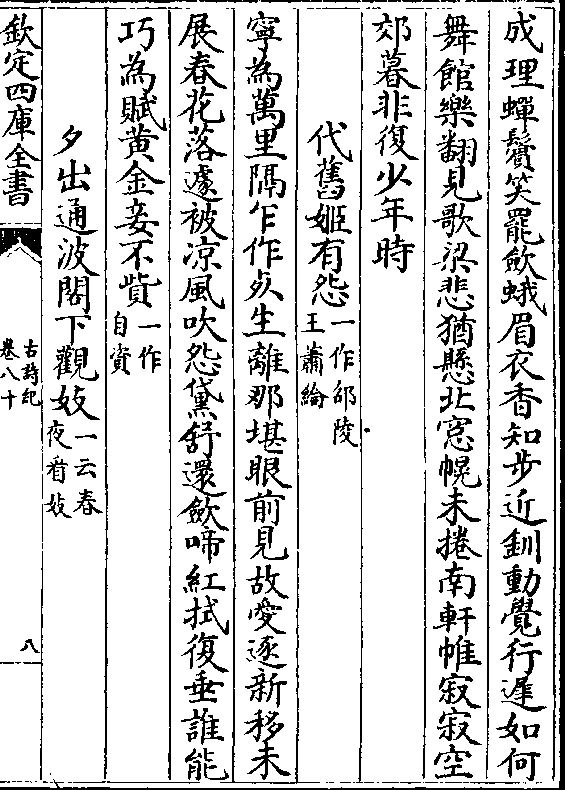 成理蟬鬢笑罷斂蛾眉衣香知步近釧動覺行遲如何
舞館樂翻見歌梁悲猶懸北窓幌未捲南軒帷寂寂空
郊暮非復少年時
代舊姬有怨一作邵陵王蕭綸
寧為萬里隔乍作死生離那堪眼前見故愛逐新移未
展春花落遽被凉風吹怨黛舒還斂啼紅拭復垂誰能
巧為賦黄金妾不貲一作自資
夕出通波閣下觀妓一云春夜看妓
欽定四庫全書
古詩紀卷八十
八